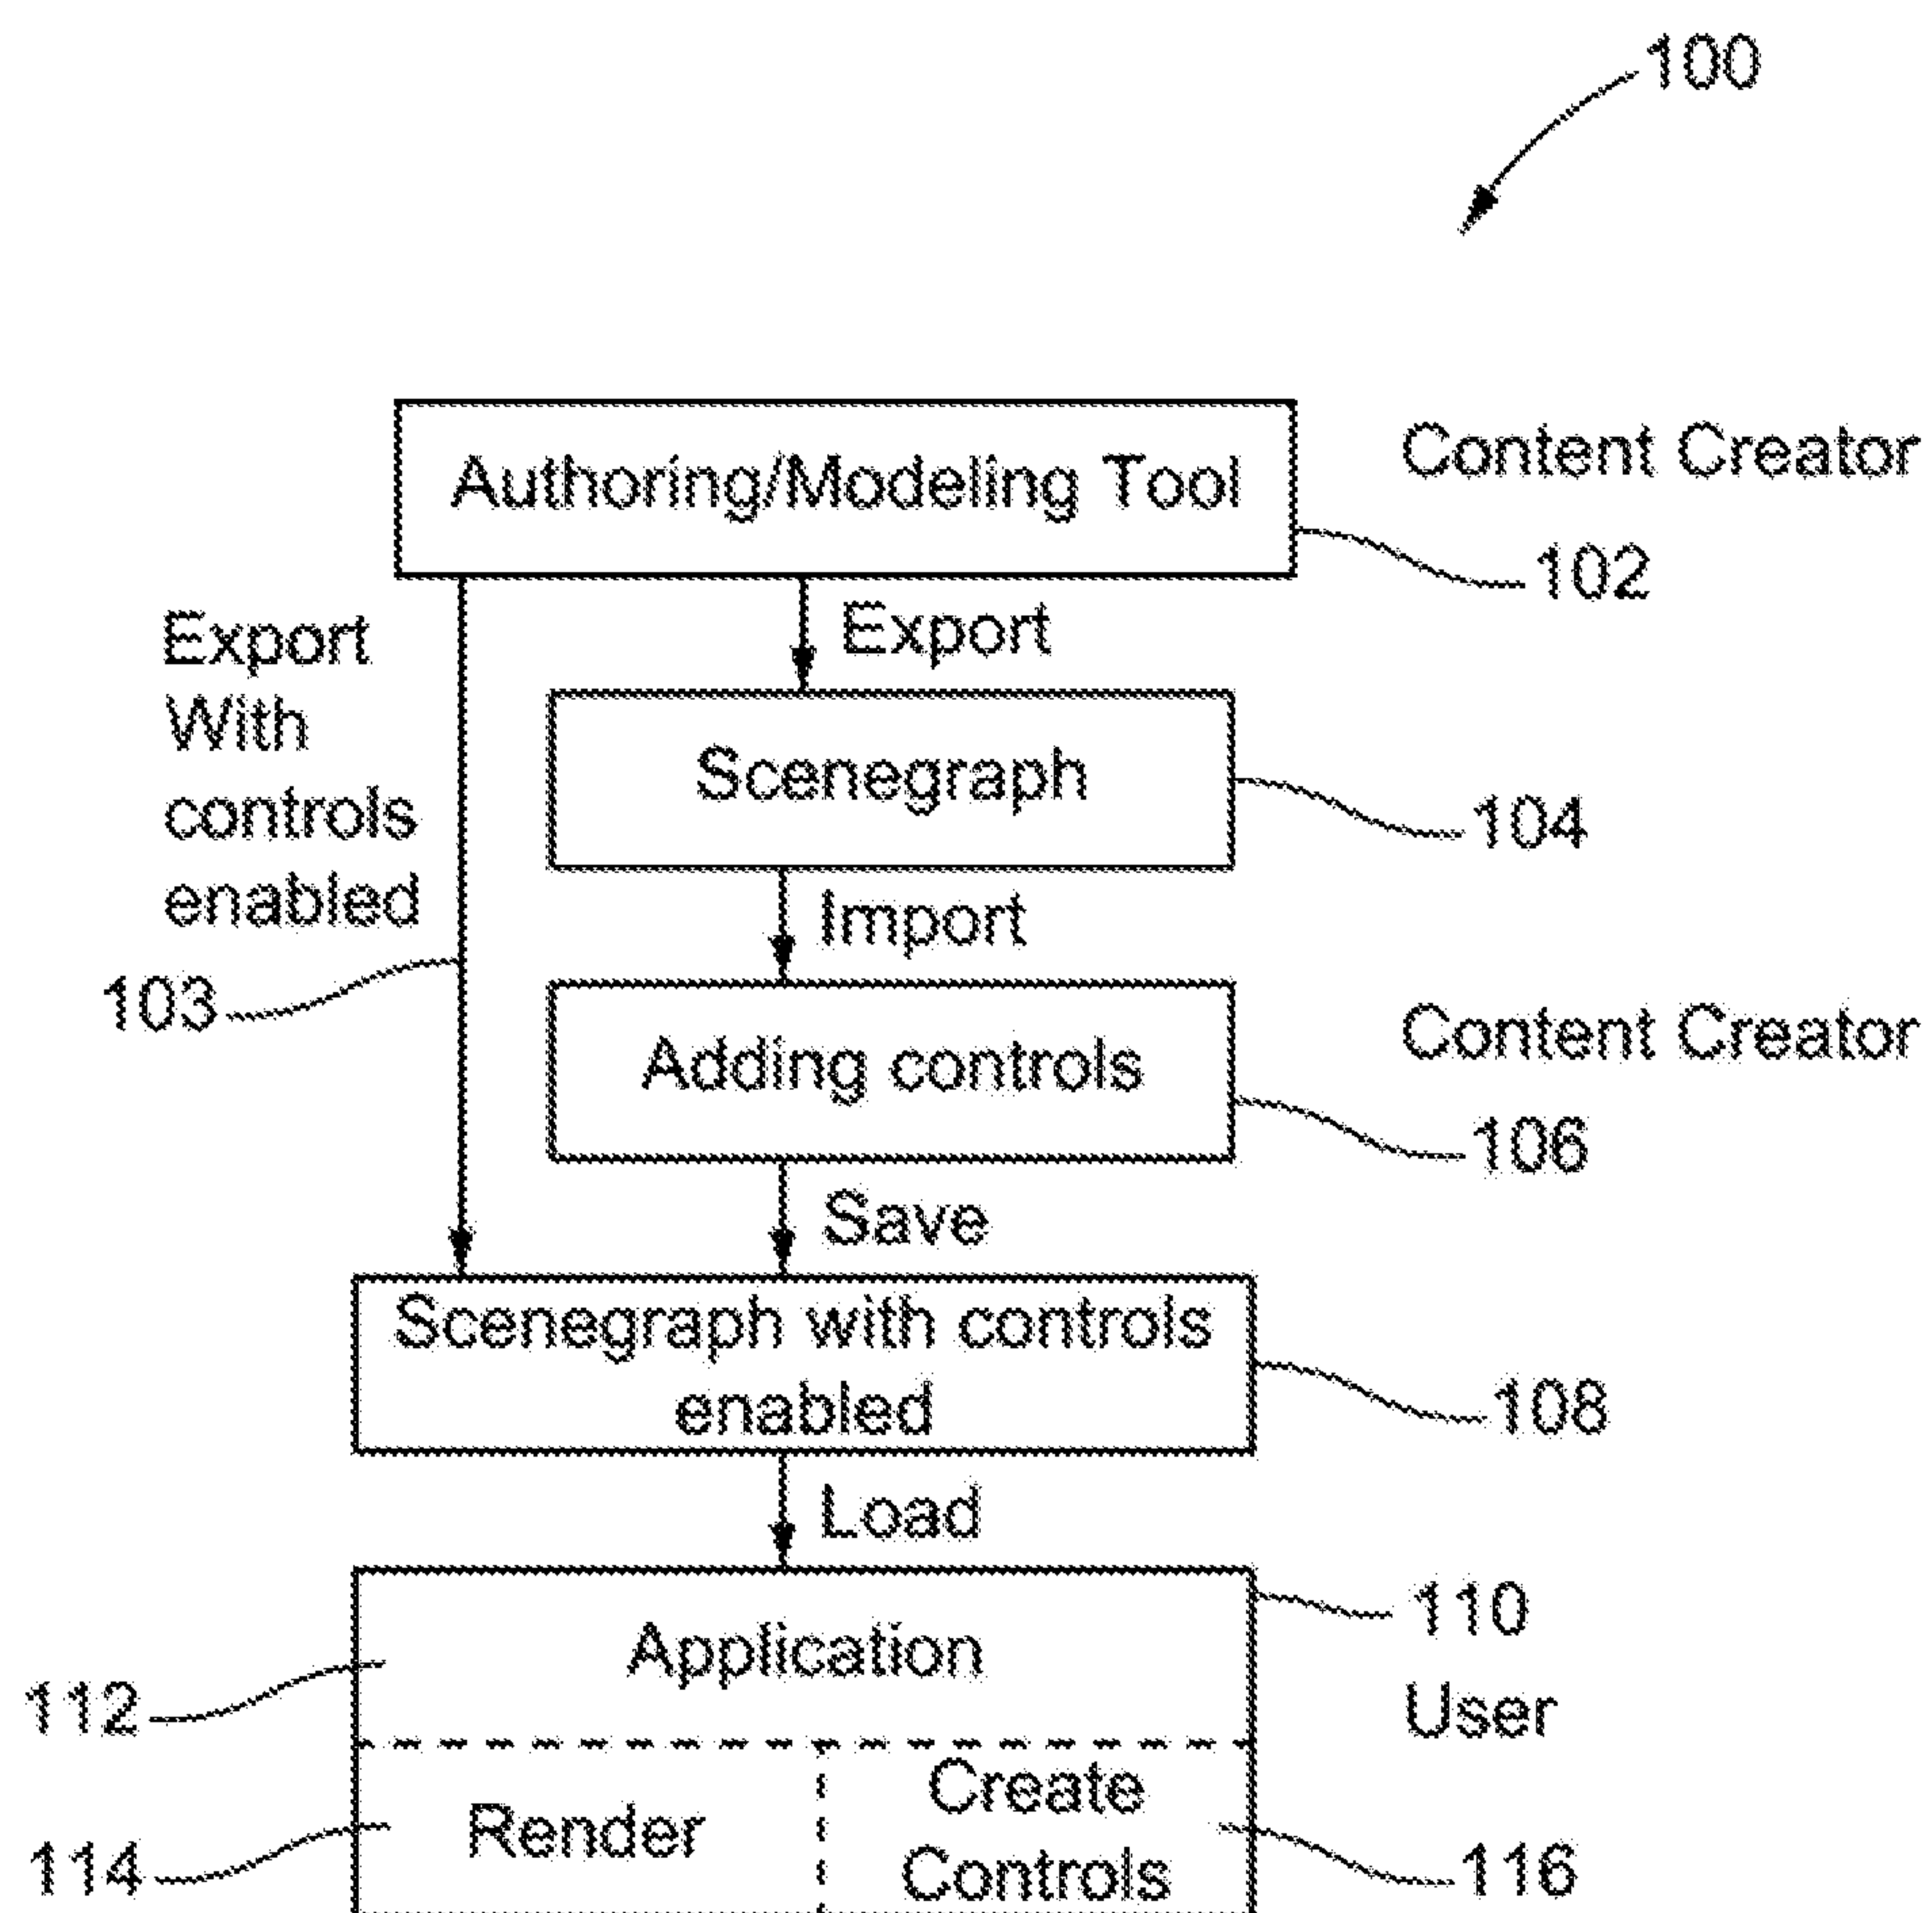 100
Authoring/Modeling Tool
Content Creator
102
Export
With
controls
enabled
103
Export
Scenegraph
104
Import
Adding controls
Content Creator
106
Save
Scenegraph with controls
enabled
108
Load
Application
110
User
112
Render
114
Create
Controls
116